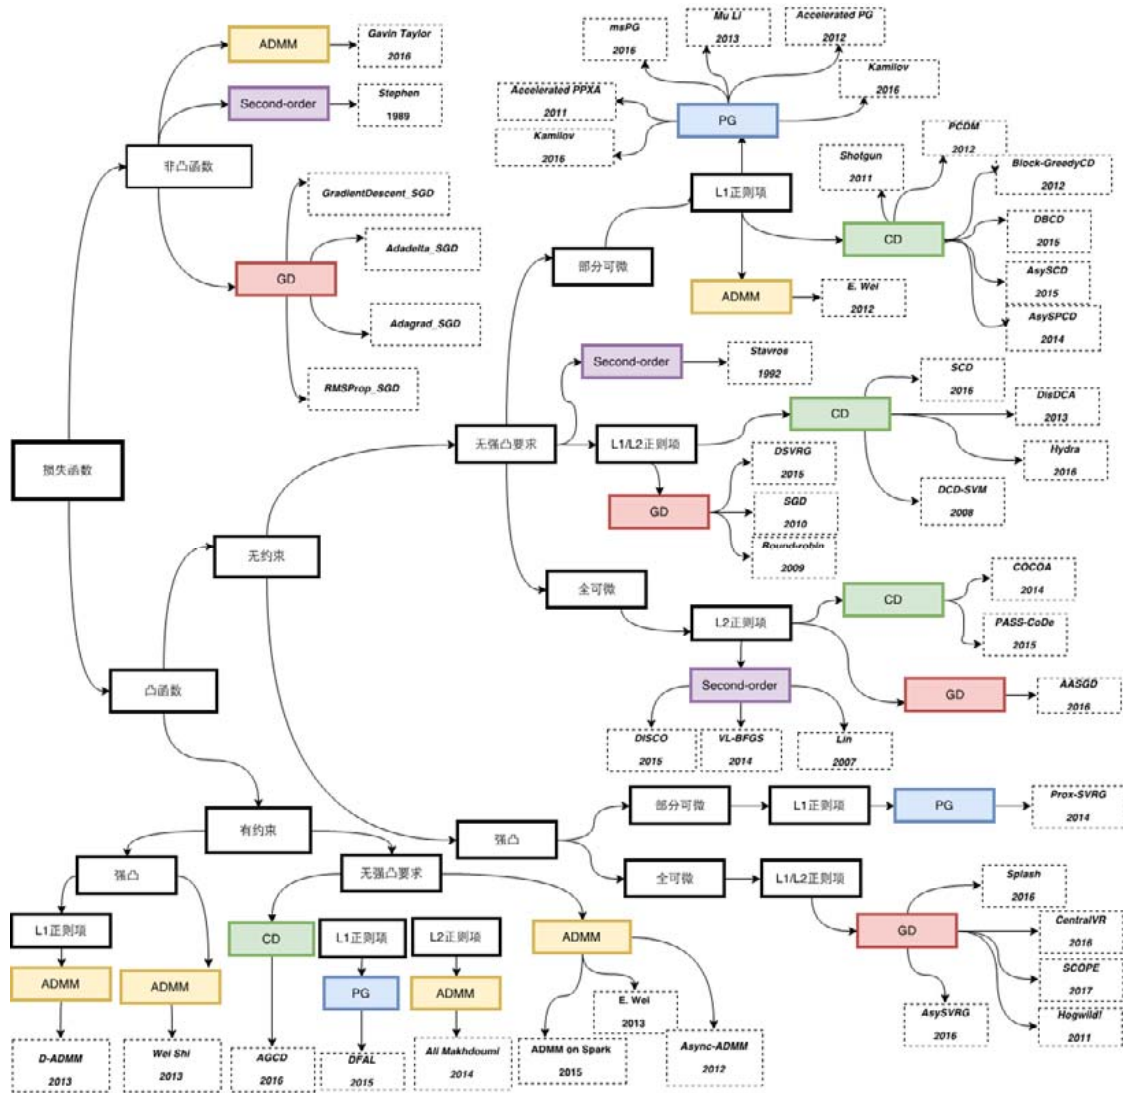 ADMM
Gavin Taylor
2016
Second-order
Stephen
1989
非凸函数
GradientDescent_SGD
Adadelta_SGD
GD
Adagrad_SGD
RMSProp_SGD
损失函数
msPG
2016
Mu Li
2013
Accelerated PG
2012
Kamilov
2016
Accelerated PPXA
2011
Kamilov
2016
PG
L1正则项
Shotgun
2011
PCDM
2012
Block-GreedyCD
2012
DBCD
2015
AsySCD
2015
AsySPCD
2014
CD
部分可微
ADMM
E. Wei
2012
Second-order
Stavros
1992
无强凸要求
L1/L2正则项
CD
SCD
2016
DisDCA
2013
Hydra
2016
DCD-SVM
2008
GD
DSVRG
2015
SGD
2010
Round-robin
2009
无约束
全可微
L2正则项
CD
COCOA
2014
PASS-CoDe
2015
凸函数
Second-order
GD
AASGD
2016
DISCO
2015
VL-BFGS
2014
Lin
2007
有约束
强凸
部分可微
L1正则项
PG
Prox-SVRG
2014
全可微
L1/L2正则项
GD
Splash
2016
CentralVR
2016
SCOPE
2017
Hogwild!
2011
AsySVRG
2016
强凸
无强凸要求
L1正则项
ADMM
ADMM
CD
L1正则项
PG
L2正则项
ADMM
ADMM
D-ADMM
2013
Wei Shi
2013
AGCD
2016
DFAL
2015
Ali Makhdoumi
2014
ADMM on Spark
2015
E. Wei
2013
Async-ADMM
2012